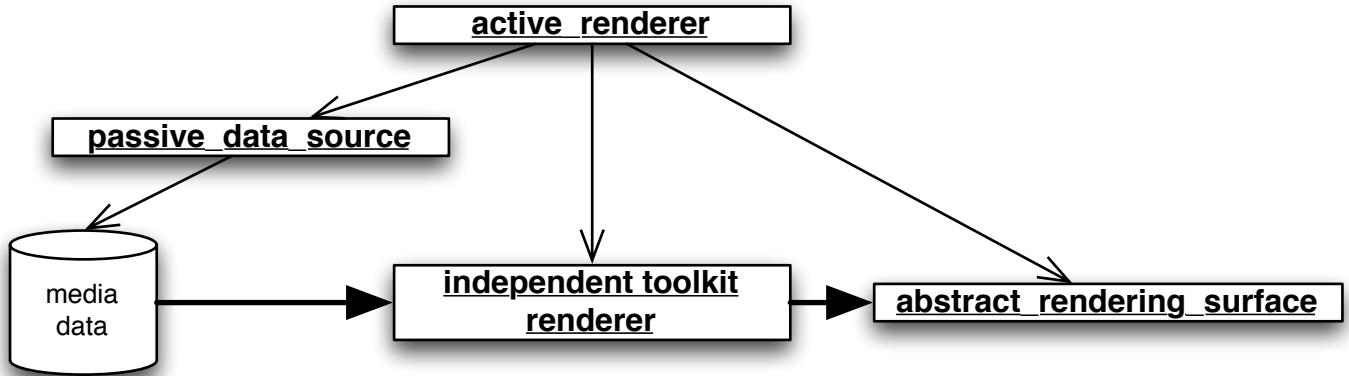 active_renderer
passive_data_source
media
data
independent toolkit
renderer
abstract_rendering_surface